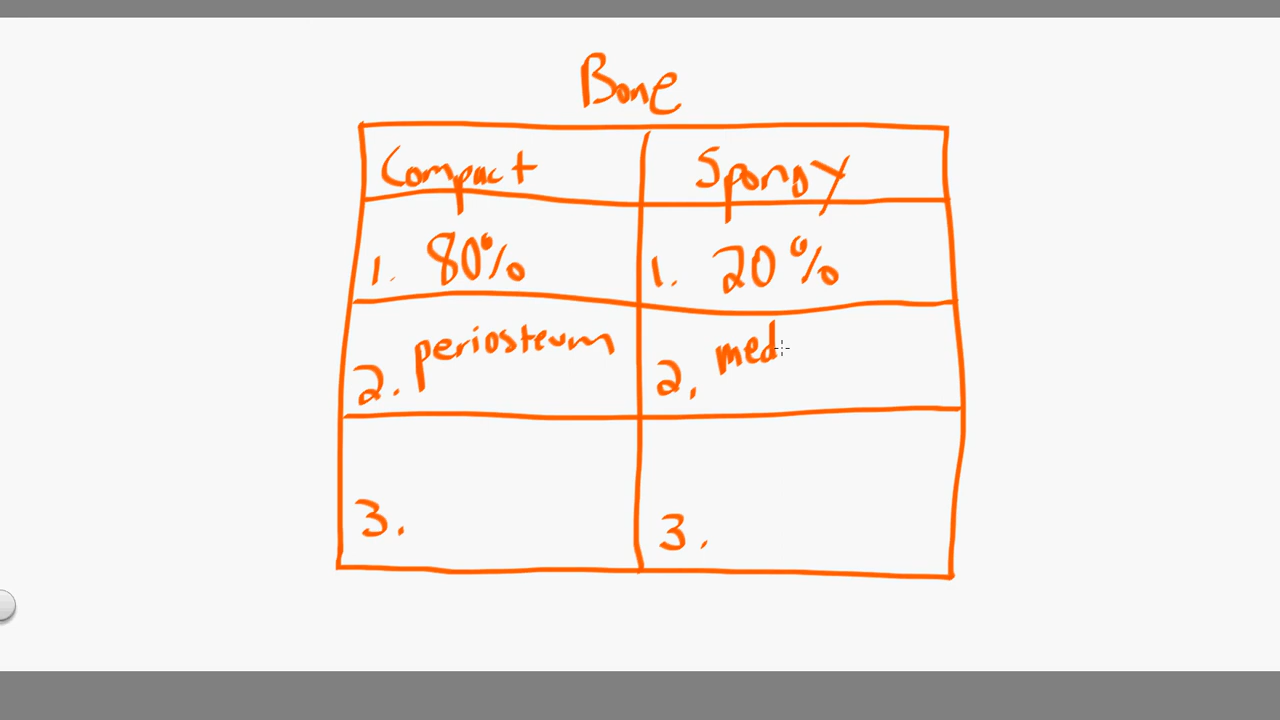 Bone
Compact Spongy
1. 80% 1. 20%
2. periosteum 2. med
3. 3.